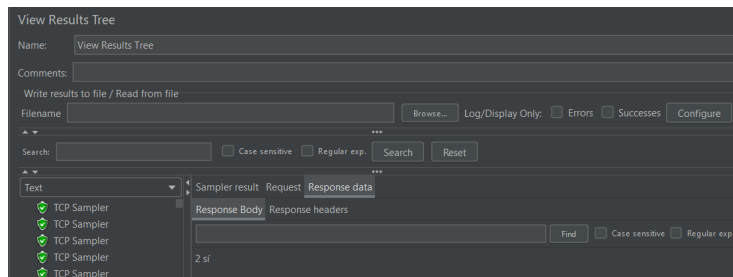 View Results Tree
Name: View Results Tree
Comments:
Write results to file / Read from file
Filename Browse... Log/Display Only: Errors Successes Configure
Search: Case sensitive Regular exp. Search Reset
Text Sampler result Request Response data
TCP Sampler Response Body Response headers
TCP Sampler
TCP Sampler Find Case sensitive Regular exp
TCP Sampler 2 sí
TCP Sampler